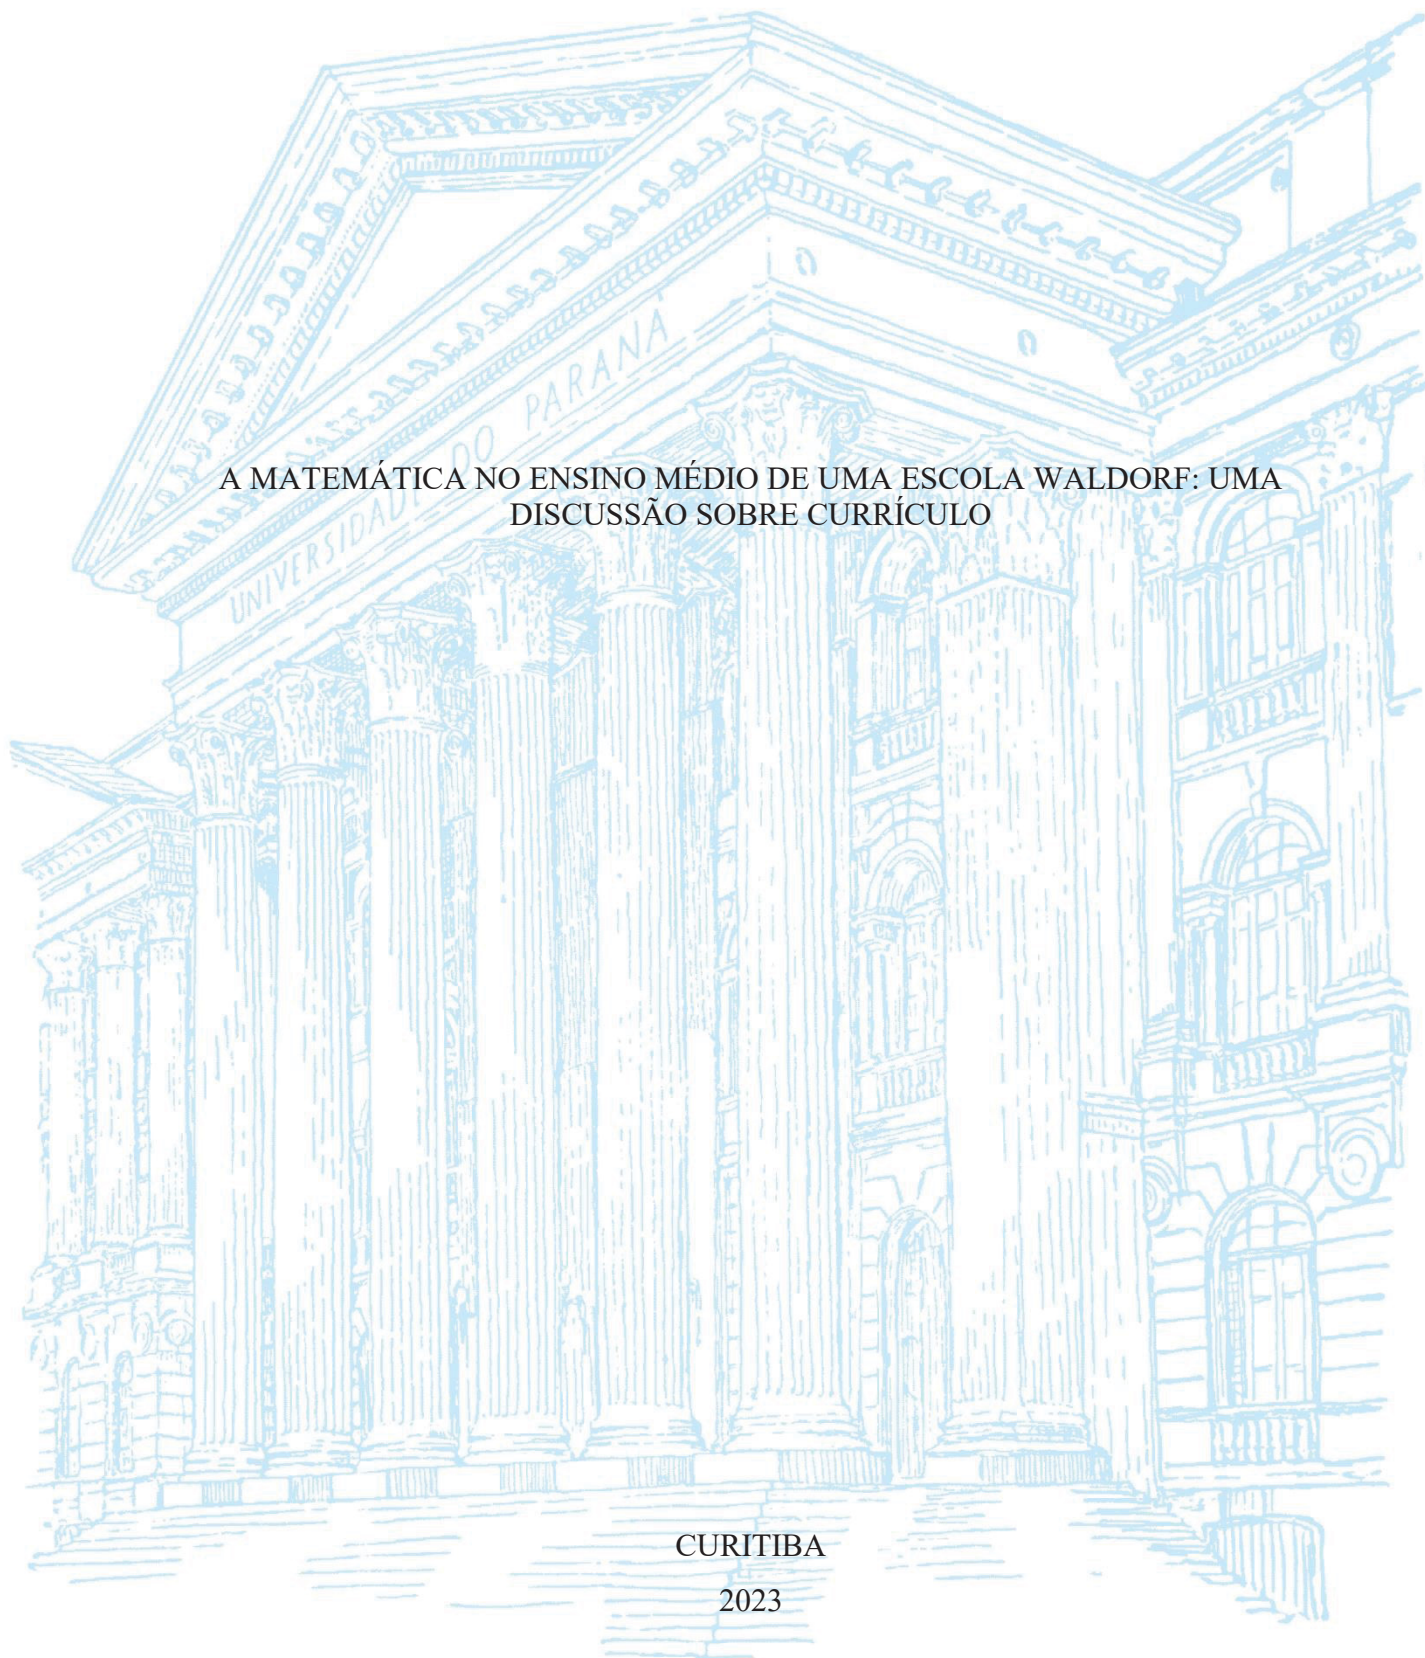 UNIVERSIDADE DO PARANÁ
A MATEMÁTICA NO ENSINO MÉDIO DE UMA ESCOLA WALDORF: UMA
DISCUSSÃO SOBRE CURRÍCULO
CURITIBA
2023